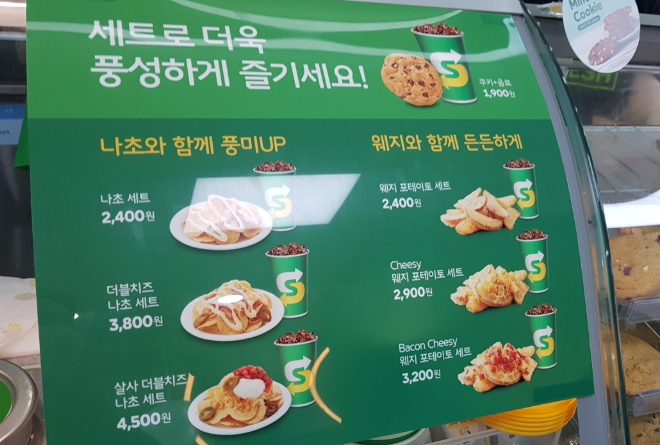 세트로 더욱
풍성하게 즐기세요!
쿠키+음료
1,900원
나초와 함께 풍미UP
나초 세트
2,400원
더블치즈
나초 세트
3,800원
살사 더블치즈
나초 세트
4,500원
웨지와 함께 든든하게
웨지 포테이토 세트
2,400원
Cheesy
웨지 포테이토 세트
2,900원
Bacon Cheesy
웨지 포테이토 세트
3,200원
Cookie